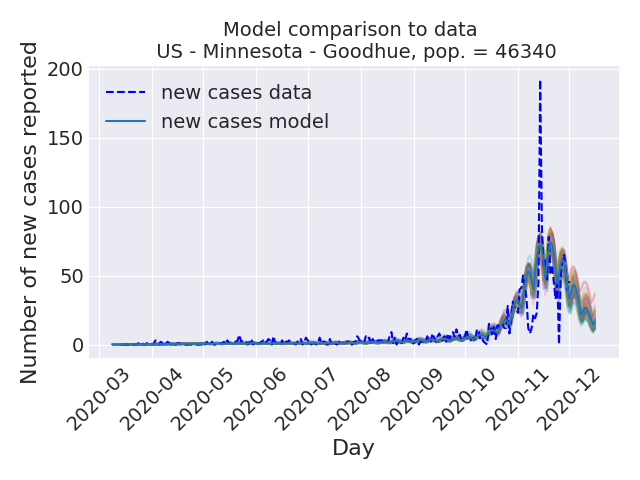 Model comparison to data
US - Minnesota - Goodhue, pop. = 46340
Number of new cases reported
200
150
100
50
0
new cases data
new cases model
2020-03
2020-04
2020-05
2020-06
2020-07
2020-08
2020-09
2020-10
2020-11
2020-12
Day